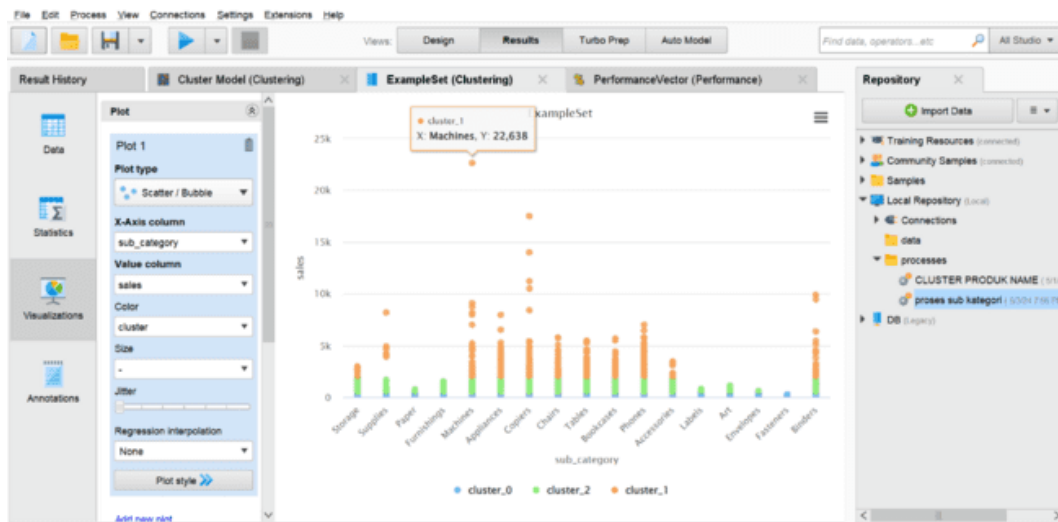 File Edit Process View Connections Settings Extensions Help
Views: Design Results Turbo Prep Auto Model
Find data, operators...etc
All Studio
Result History
Cluster Model (Clustering)
ExampleSet (Clustering)
PerformanceVector (Performance)
Repository
Data
Statistics
Visualizations
Annotations
Plot
Plot 1
Plot type
Scatter / Bubble
X-Axis column
sub_category
Value column
sales
Color
cluster
Size
-
Jitter
Regression interpolation
None
Plot style
Add new plot
ExampleSet
cluster_1
X: Machines, Y: 22,638
25k
20k
15k
10k
5k
0
sales
Storage
Supplies
Paper
Furnishings
Machines
Appliances
Copiers
Chairs
Tables
Bookcases
Phones
Accessories
Labels
Art
Envelopes
Fasteners
Binders
sub_category
cluster_0 cluster_2 cluster_1
Import Data
Training Resources (connected)
Community Samples (connected)
Samples
Local Repository (Local)
Connections
data
processes
CLUSTER PRODUK NAME
proses sub kategori
DB (Legacy)